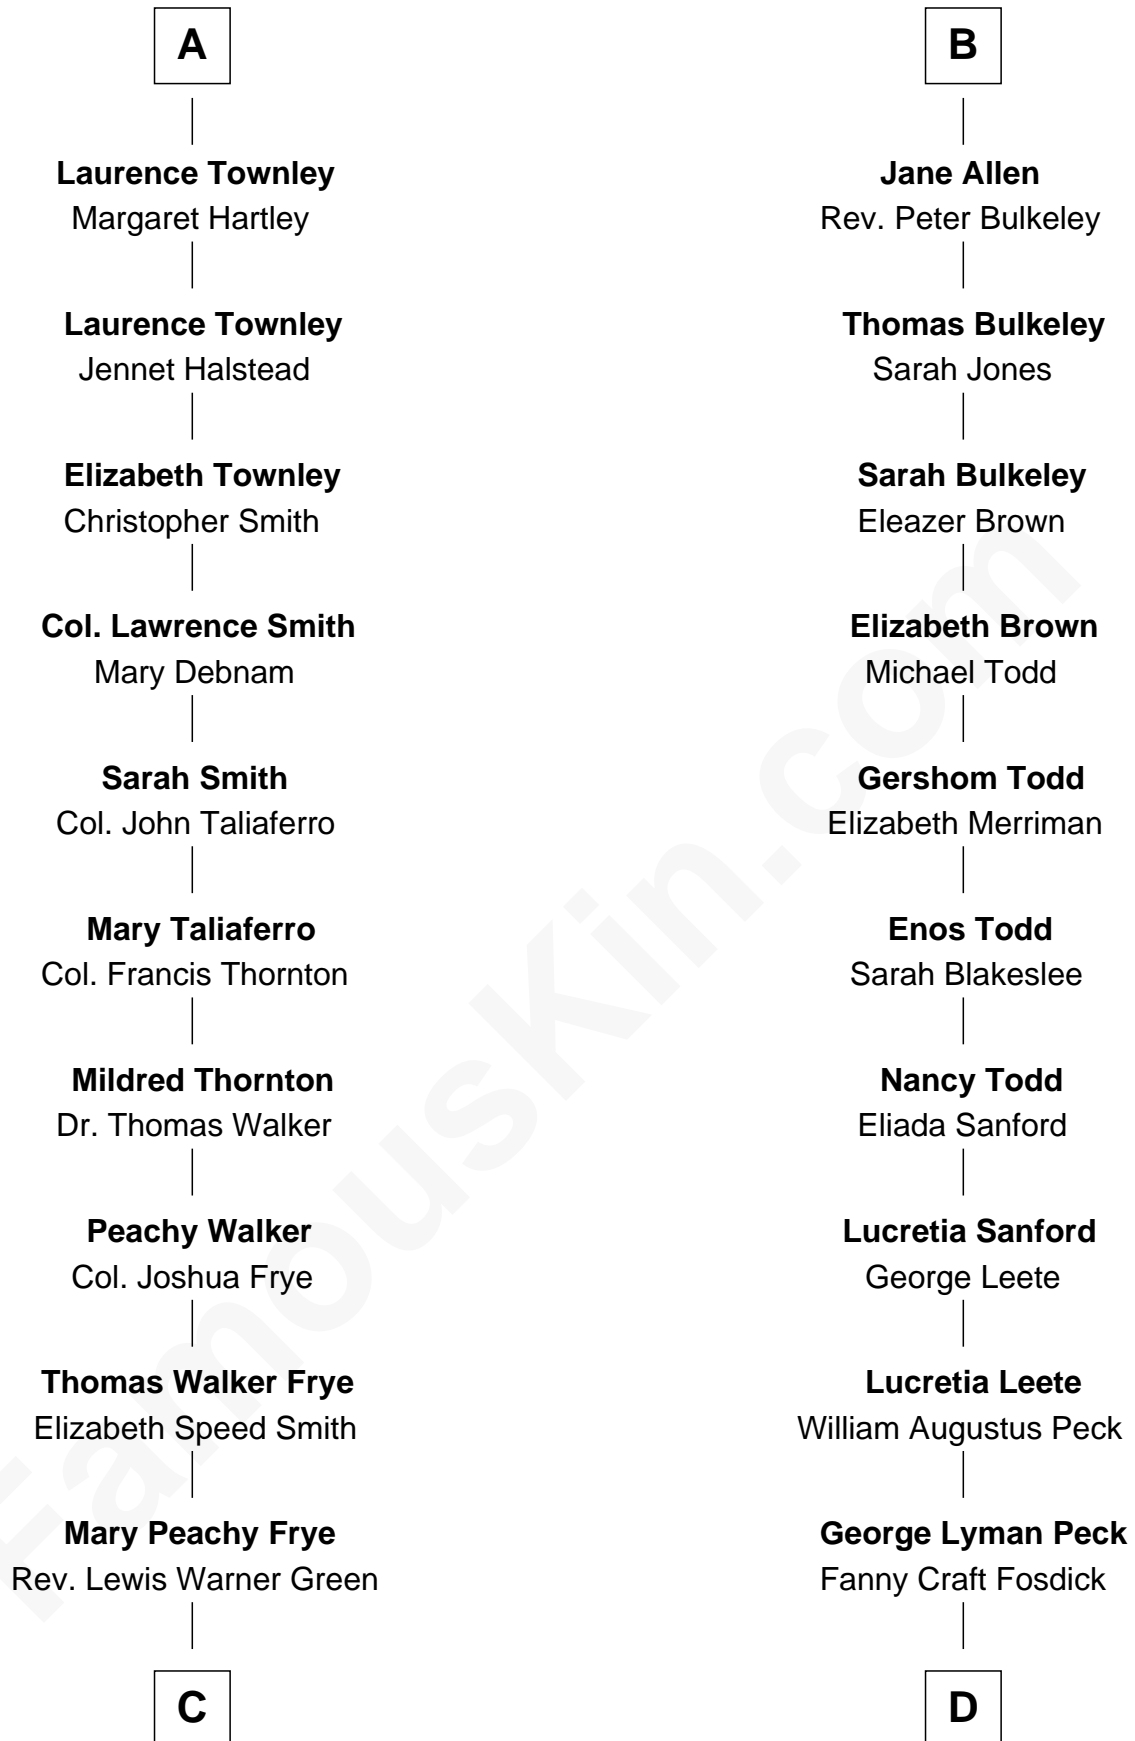 A
Laurence Townley
Margaret Hartley
Laurence Townley
Jennet Halstead
Elizabeth Townley
Christopher Smith
Col. Lawrence Smith
Mary Debnam
Sarah Smith
Col. John Taliaferro
Mary Taliaferro
Col. Francis Thornton
Mildred Thornton
Dr. Thomas Walker
Peachy Walker
Col. Joshua Frye
Thomas Walker Frye
Elizabeth Speed Smith
Mary Peachy Frye
Rev. Lewis Warner Green
C
B
Jane Allen
Rev. Peter Bulkeley
Thomas Bulkeley
Sarah Jones
Sarah Bulkeley
Eleazer Brown
Elizabeth Brown
Michael Todd
Gershom Todd
Elizabeth Merriman
Enos Todd
Sarah Blakeslee
Nancy Todd
Eliada Sanford
Lucretia Sanford
George Leete
Lucretia Leete
William Augustus Peck
George Lyman Peck
Fanny Craft Fosdick
D
FamousKin.com